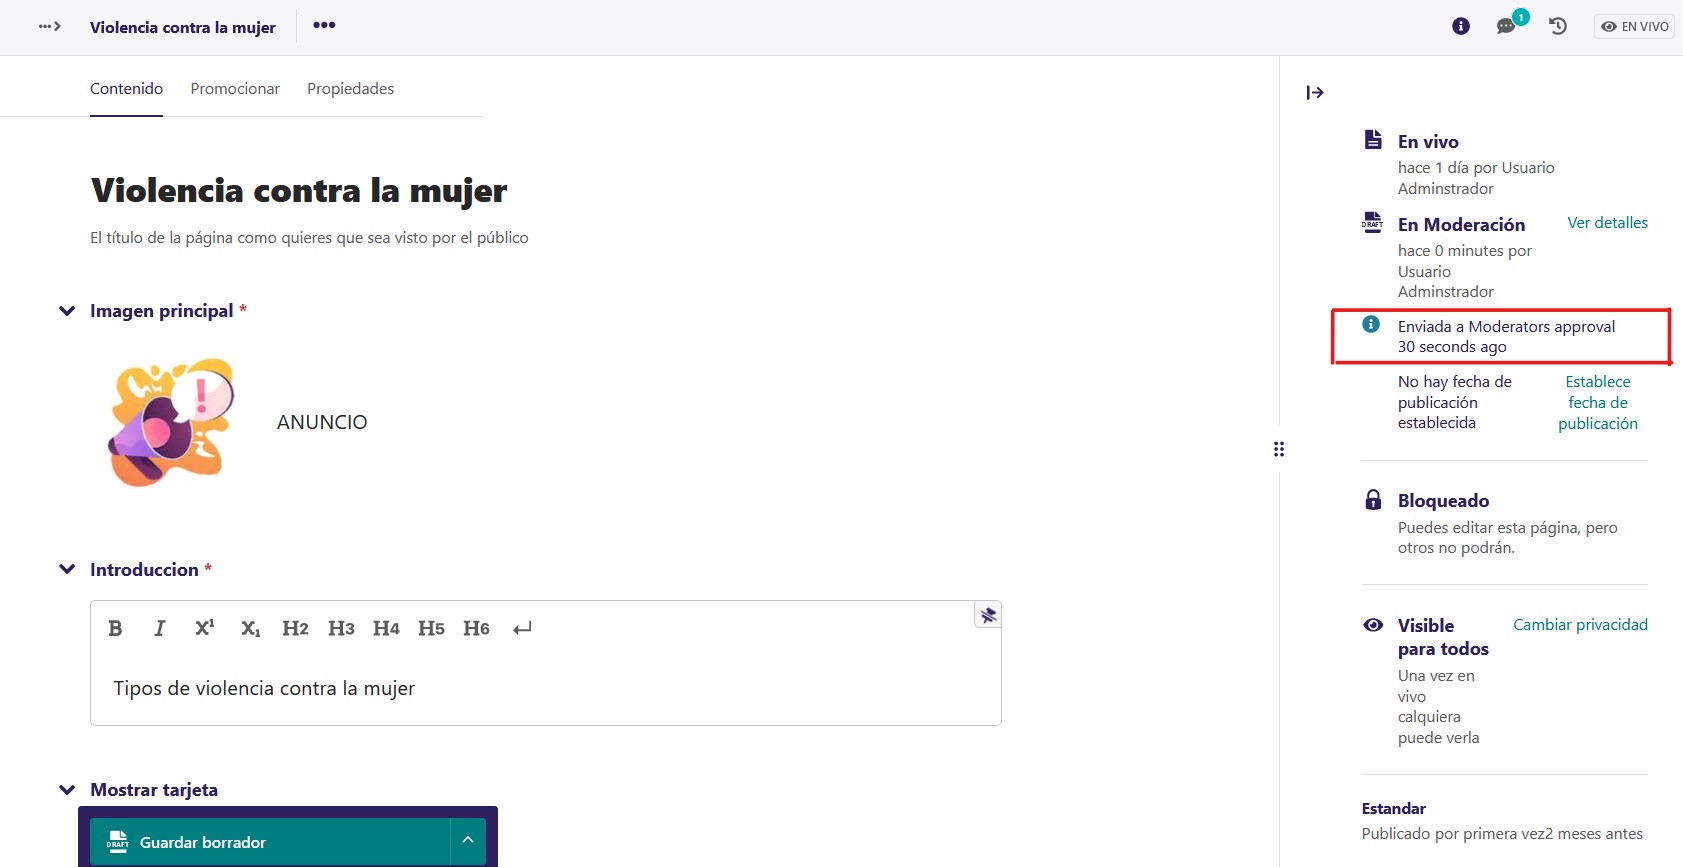 Violencia contra la mujer
1
EN VIVO
Contenido
Promocionar
Propiedades
Violencia contra la mujer
El título de la página como quieres que sea visto por el público
Imagen principal *
ANUNCIO
Introduccion *
B I X¹ X₁ H2 H3 H4 H5 H6
Tipos de violencia contra la mujer
Mostrar tarjeta
DRAFT
Guardar borrador
En vivo
hace 1 día por Usuario
Adminstrador
DRAFT
En Moderación
Ver detalles
hace 0 minutes por
Usuario
Adminstrador
Enviada a Moderators approval
30 seconds ago
No hay fecha de
publicación
establecida
Establece
fecha de
publicación
Bloqueado
Puedes editar esta página, pero
otros no podrán.
Visible
para todos
Cambiar privacidad
Una vez en
vivo
calquiera
puede verla
Estandar
Publicado por primera vez2 meses antes